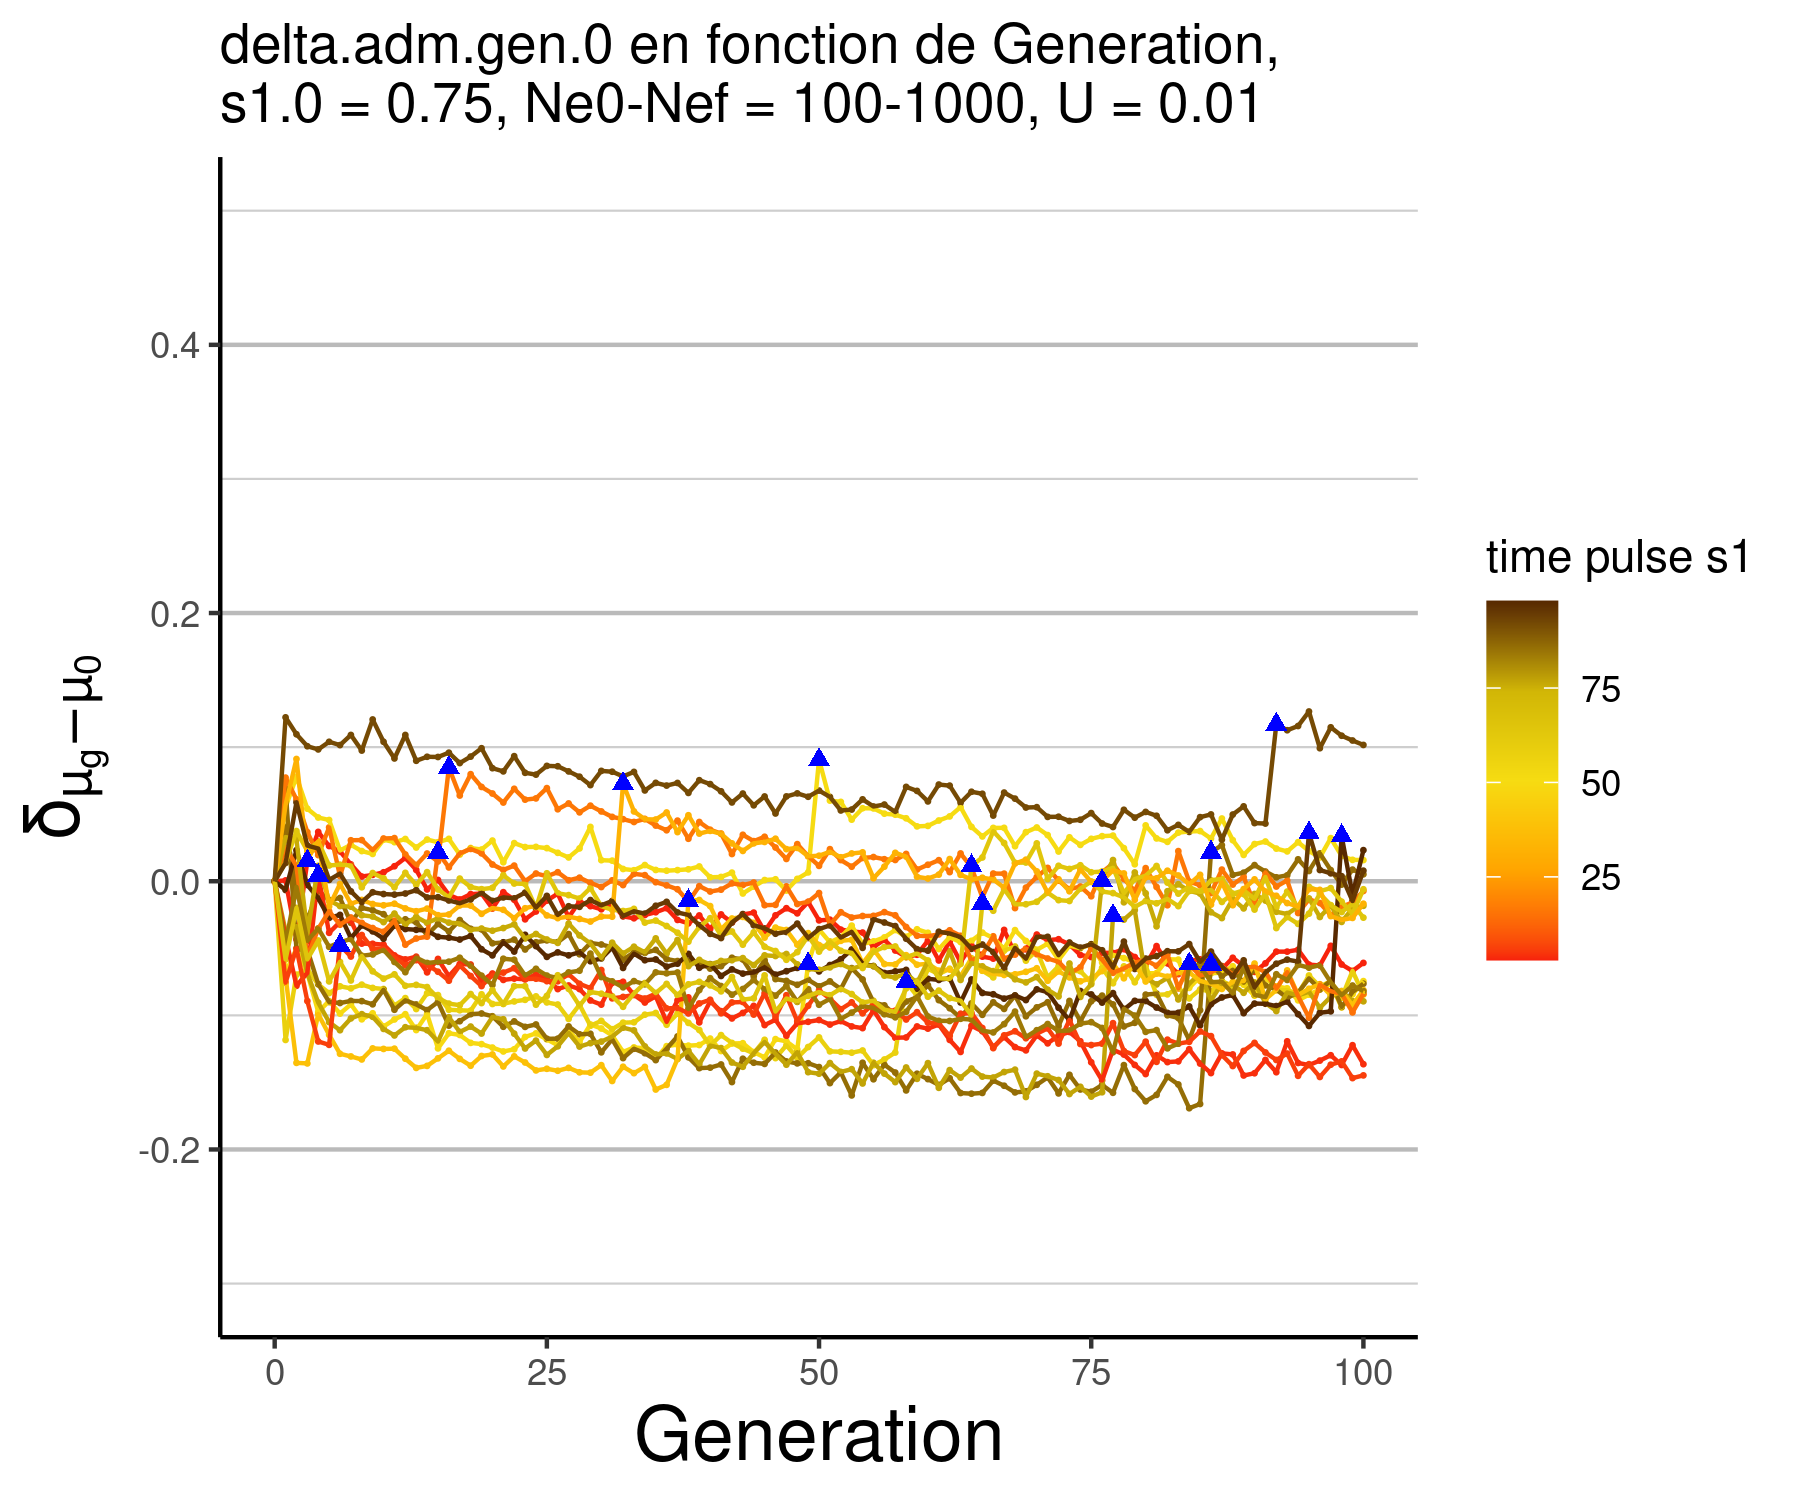 delta.adm.gen.0 en fonction de Generation,
s1.0 = 0.75, Ne0-Nef = 100-1000, U = 0.01
δμg−μ0
0.4
0.2
0.0
-0.2
0 25 50 75 100
Generation
time pulse s1
75
50
25